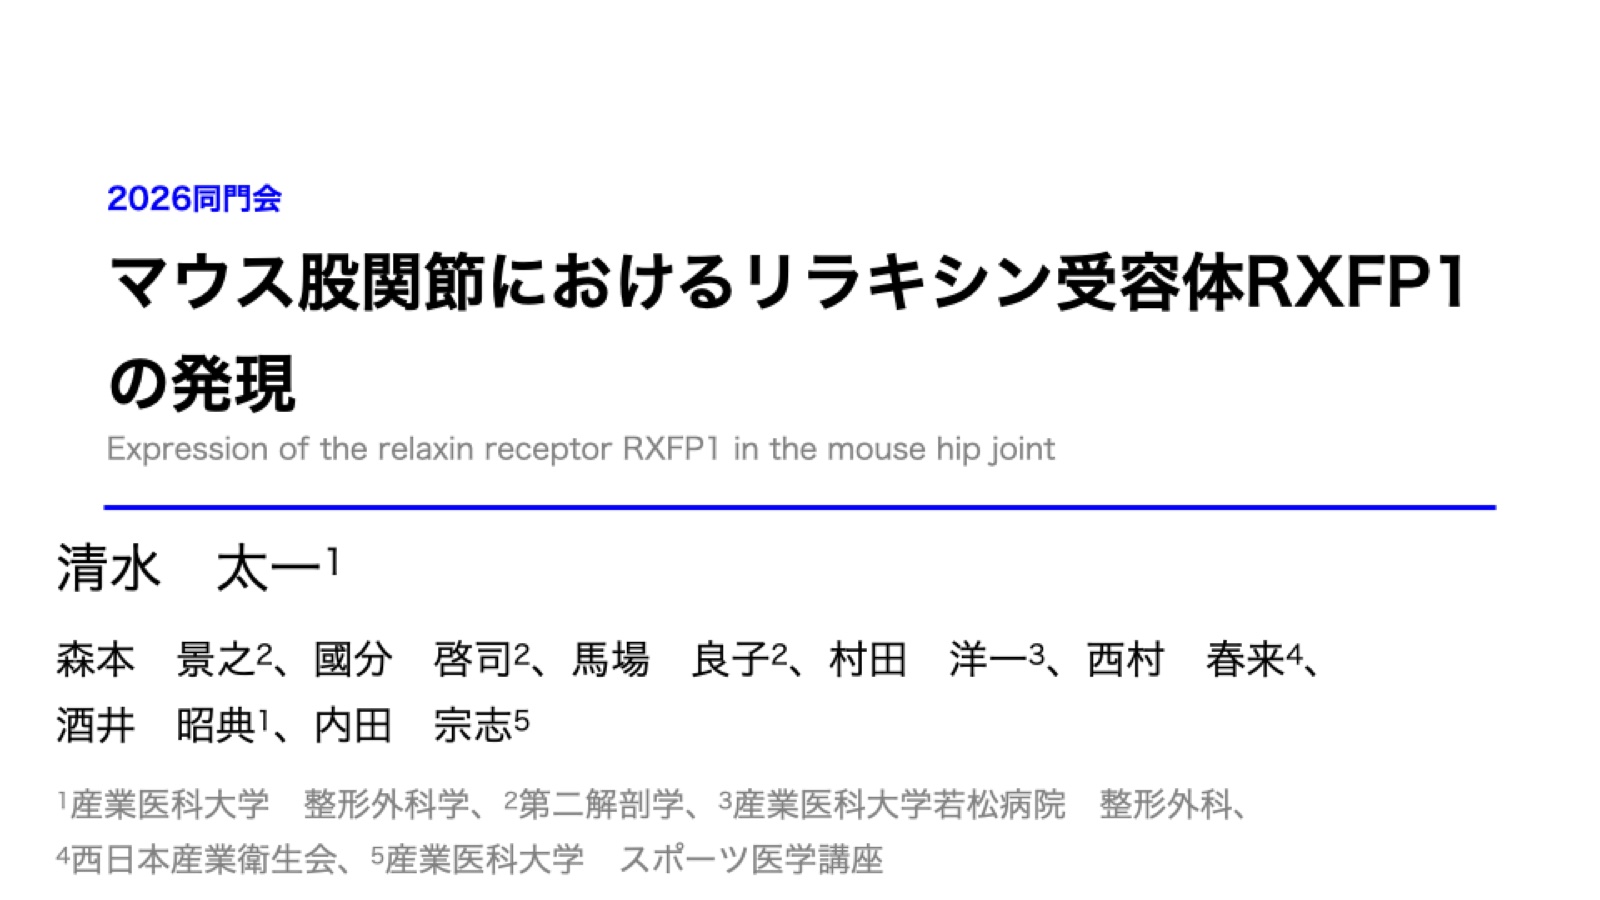 2026同門会
マウス股関節におけるリラキシン受容体RXFP1
の発現
Expression of the relaxin receptor RXFP1 in the mouse hip joint
清水　太一1
森本　景之2、國分　啓司2、馬場　良子2、村田　洋一3、西村　春来4、
酒井　昭典1、内田　宗志5
1産業医科大学　整形外科学、2第二解剖学、3産業医科大学若松病院　整形外科、
4西日本産業衛生会、5産業医科大学　スポーツ医学講座